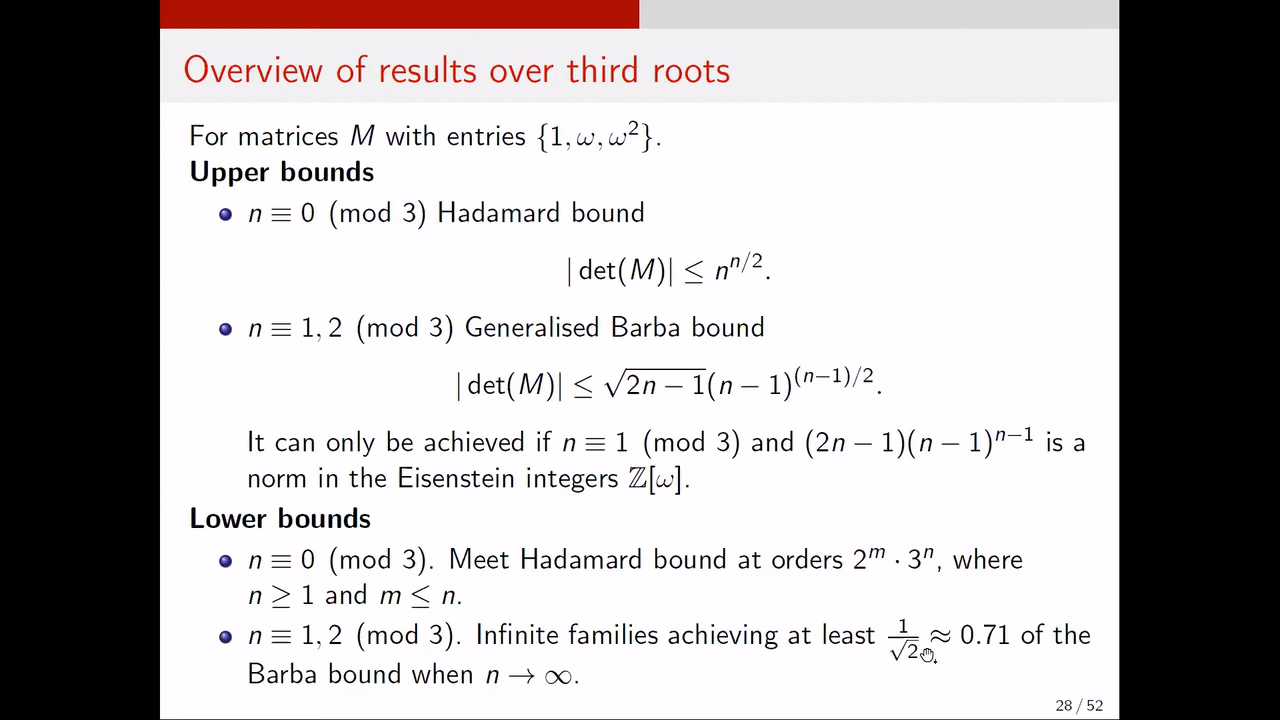 Overview of results over third roots
For matrices M with entries {1, ω, ω²}.
Upper bounds
n ≡ 0 (mod 3) Hadamard bound
| det(M)| ≤ n^{n/2}.
n ≡ 1, 2 (mod 3) Generalised Barba bound
| det(M)| ≤ √(2n − 1)(n − 1)^{(n−1)/2}.
It can only be achieved if n ≡ 1 (mod 3) and (2n − 1)(n − 1)^{n−1} is a
norm in the Eisenstein integers ℤ[ω].
Lower bounds
n ≡ 0 (mod 3). Meet Hadamard bound at orders 2^m · 3^n, where
n ≥ 1 and m ≤ n.
n ≡ 1, 2 (mod 3). Infinite families achieving at least 1/√2 ≈ 0.71 of the
Barba bound when n → ∞.
28 / 52